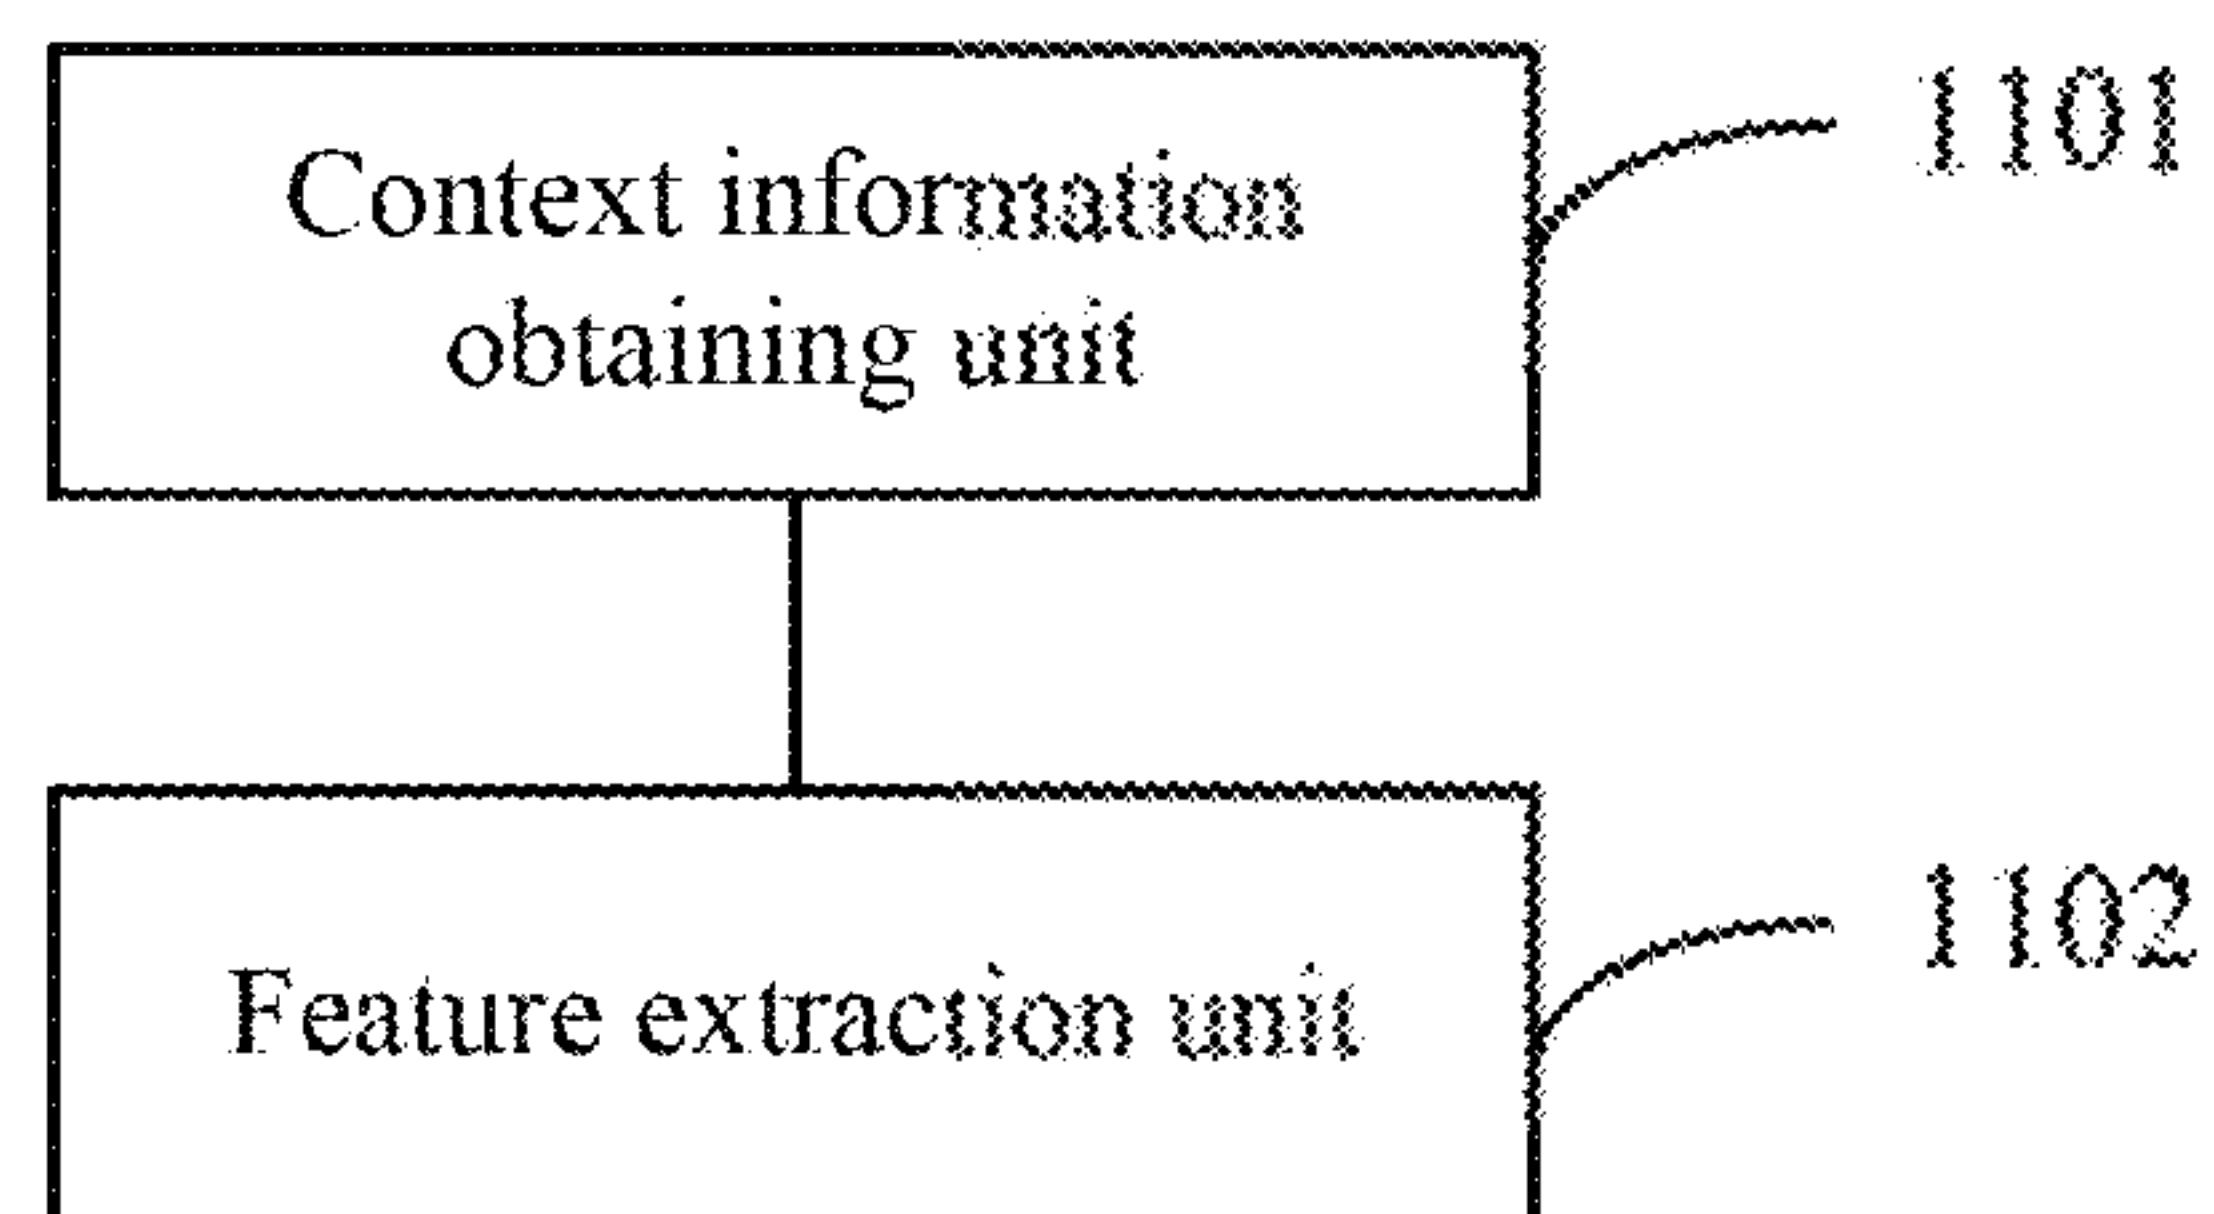 1101
Context information
obtaining unit
1102
Feature extraction unit